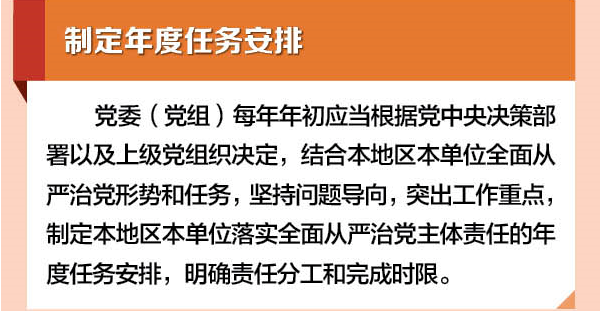 制定年度任务安排
党委（党组）每年年初应当根据党中央决策部
署以及上级党组织决定，结合本地区本单位全面从
严治党形势和任务，坚持问题导向，突出工作重点，
制定本地区本单位落实全面从严治党主体责任的年
度任务安排，明确责任分工和完成时限。